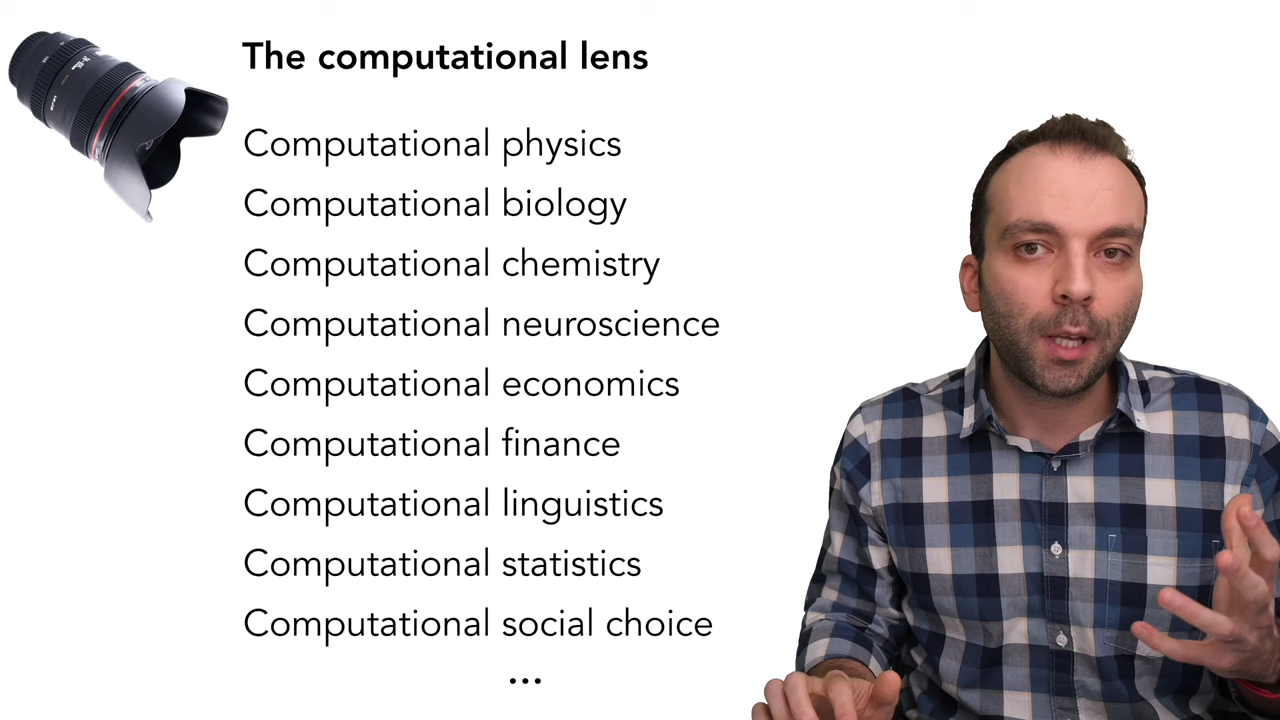 The computational lens
Computational physics
Computational biology
Computational chemistry
Computational neuroscience
Computational economics
Computational finance
Computational linguistics
Computational statistics
Computational social choice
...